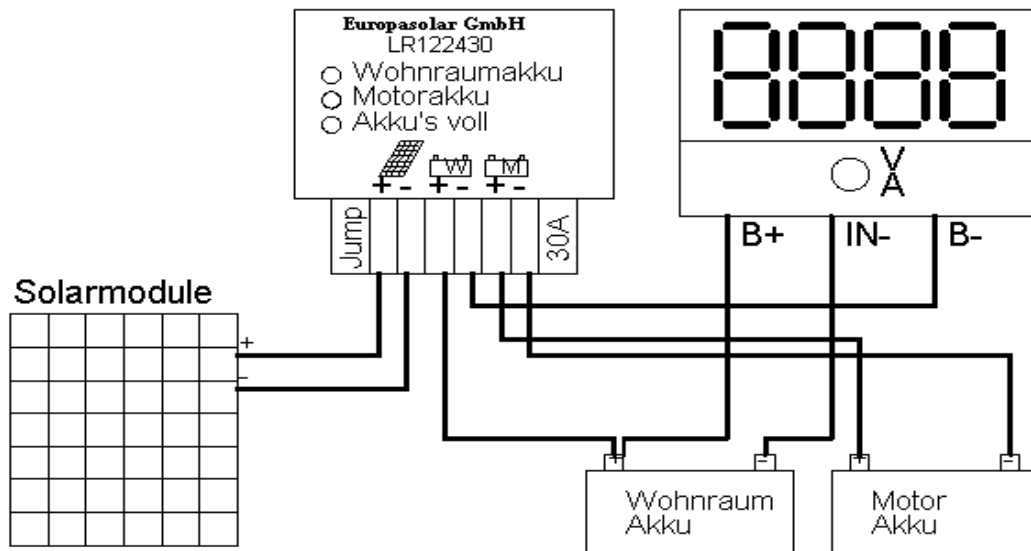 Europasolar GmbH
LR122430
Wohnraumakku
Motorakku
Akku's voll
W M
+ - + - + -
Jump 30A
8888
V
A
B+ IN- B-
Solarmodule
+
-
+ - + -
Wohnraum
Akku
Motor
Akku